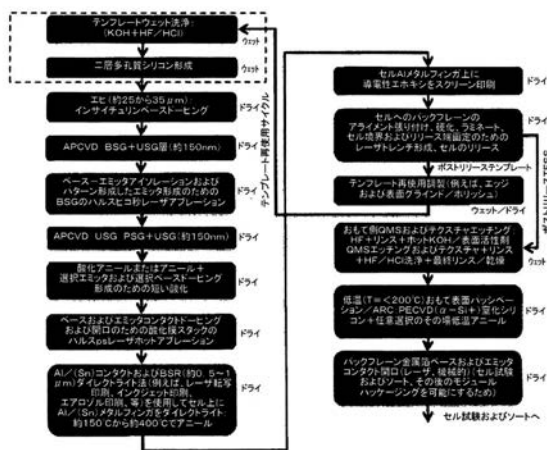 テンプレートウェット洗浄:
(KOH+HF/HCl)
ウェット
二層多孔質シリコン形成
ウェット
エピ(約25から35μm):
インサイチュリンベースドーピング
ドライ
APCVD BSG+USG層(約150nm)
ドライ
ベース-エミッタアイソレーションおよび
パターン形成したエミッタ形成のための
BSGのパルスピコ秒レーザアブレーション
ドライ
APCVD USG PSG+USG(約150nm)
ドライ
酸化アニールまたはアニール+
選択エミッタおよび選択ベースドーピング
形成のための短い酸化
ドライ
ベースおよびエミッタコンタクトドーピング
および開口のための酸化膜スタックの
パルスpsレーザホットアブレーション
ドライ
Al/(Sn)コンタクトおよびBSR(約0.5~1
μm)ダイレクトライト法(例えば、レーザ転写
印刷、インクジェット印刷、
エアロゾル印刷、等)を使用してセル上に
Al/(Sn)メタルフィンガをダイレクトライト:
約150℃から約400℃でアニール
ドライ
テンプレート再使用サイクル
セルAlメタルフィンガ上に
導電性エポキシをスクリーン印刷
ドライ
セルへのバックプレーンの
アライメント張り付け、硬化、ラミネート、
セル境界およびリリース端画定のための
レーザトレンチ形成、セルのリリース
ドライ
ポストリリーステンプレート
テンプレート再使用調製(例えば、エッジ
および表面グラインド/ポリッシュ)
ウェット/ドライ
おもて側QMSおよびテクスチャエッチング:
HF+リンス+ホットKOH/表面活性剤
QMSエッチングおよびテクスチャ+リンス
+HF/HCl洗浄+最終リンス/乾燥
ウェット
低温(T=<200℃)おもて表面パッシベ
ーション/ARC PECVD(α-Si+)窒化シリ
コン+任意選択のその場低温アニール
ドライ
バックプレーン金属箔ベースおよびエミッタ
コンタクト開口(レーザ、機械的)(セル試験
およびソート、その後のモジュール
パッケージングを可能にするため)
ドライ
セル試験およびソートへ